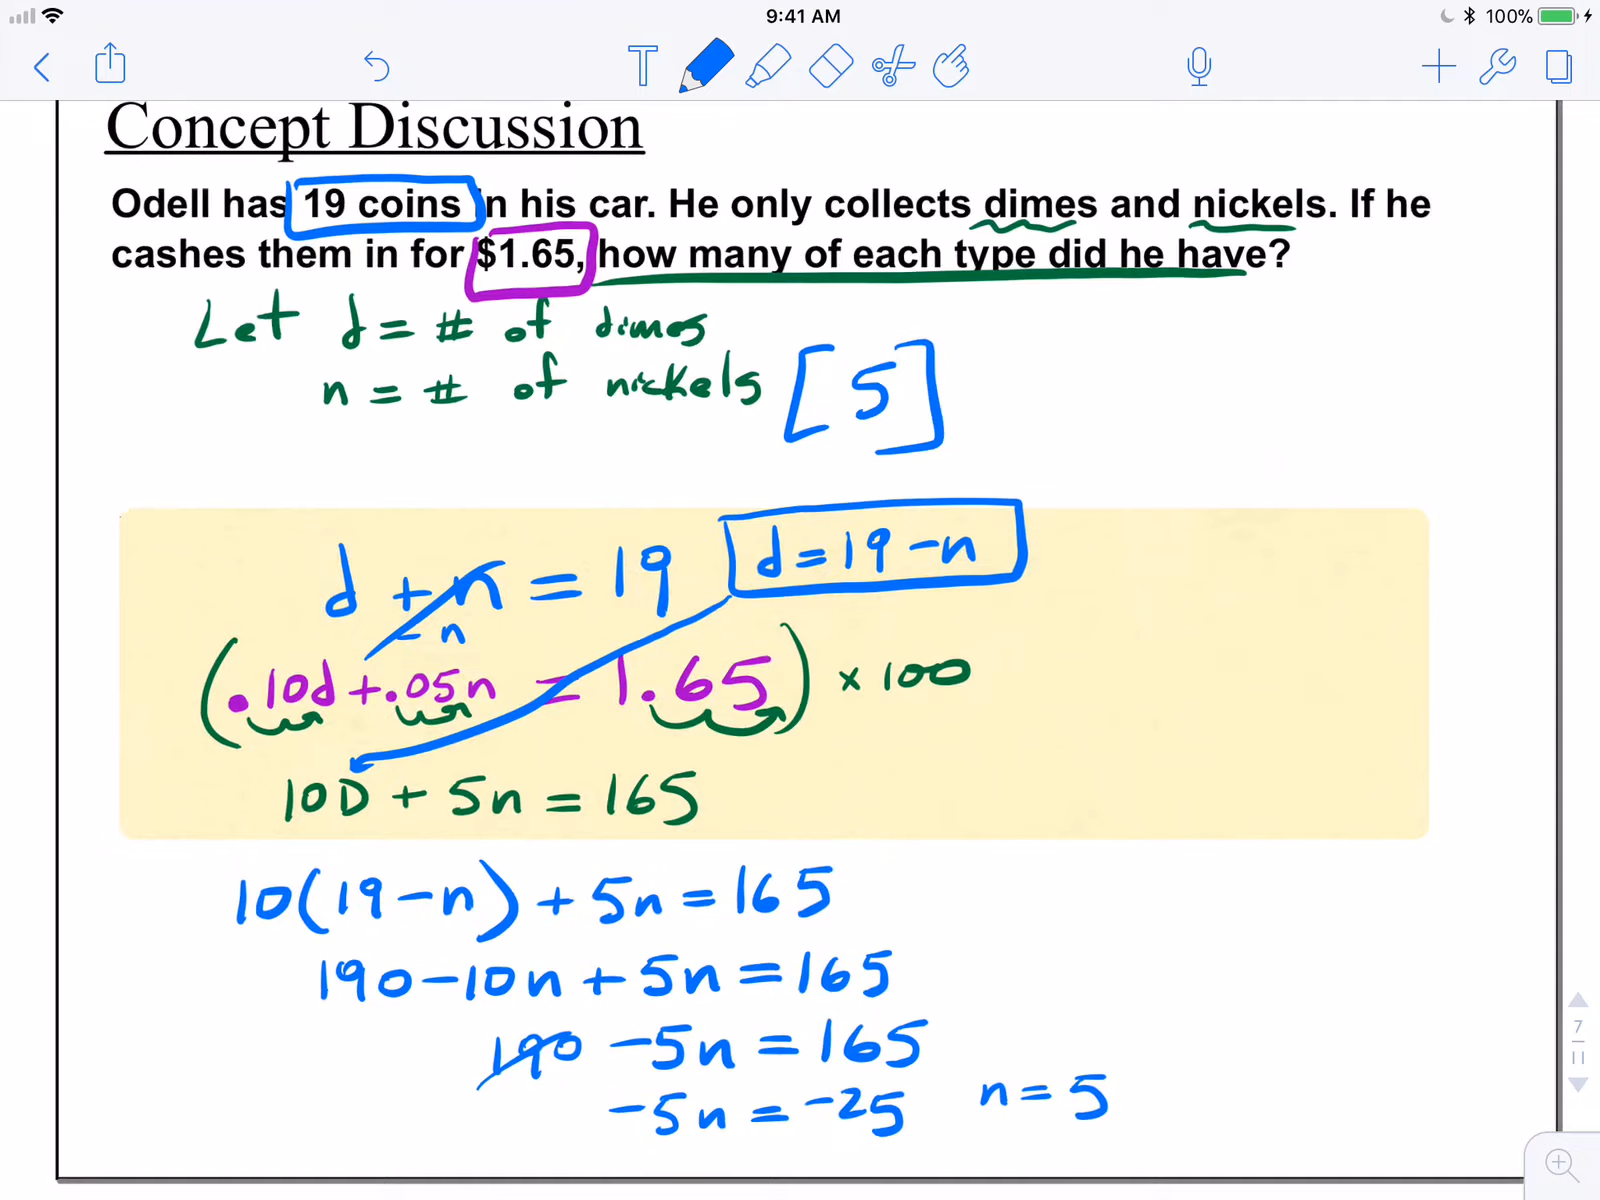 9:41 AM
100%
T
Concept Discussion
Odell has 19 coins in his car. He only collects dimes and nickels. If he
cashes them in for $1.65, how many of each type did he have?
Let d = # of dimes
n = # of nickels [5]
d + n = 19 d = 19 - n
- n
(.10d + .05n = 1.65) × 100
10D + 5n = 165
10(19 - n) + 5n = 165
190 - 10n + 5n = 165
190 - 5n = 165
-5n = -25 n = 5
7
11